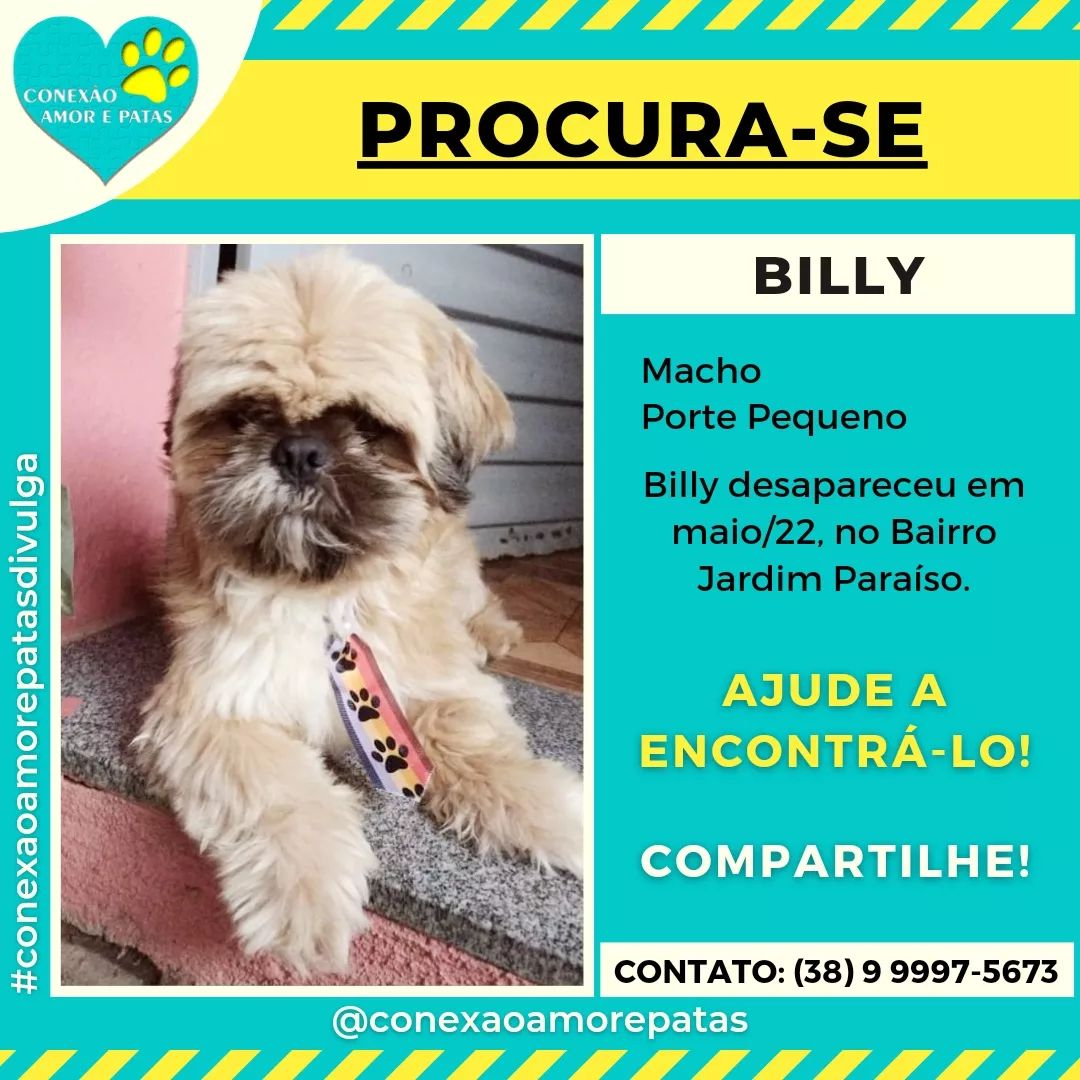 CONEXÃO
AMOR E PATAS
PROCURA-SE
BILLY
Macho
Porte Pequeno
Billy desapareceu em
maio/22, no Bairro
Jardim Paraíso.
AJUDE A
ENCONTRÁ-LO!
COMPARTILHE!
CONTATO: (38) 9 9997-5673
#conexaoamorepatasdivulga
@conexaoamorepatas